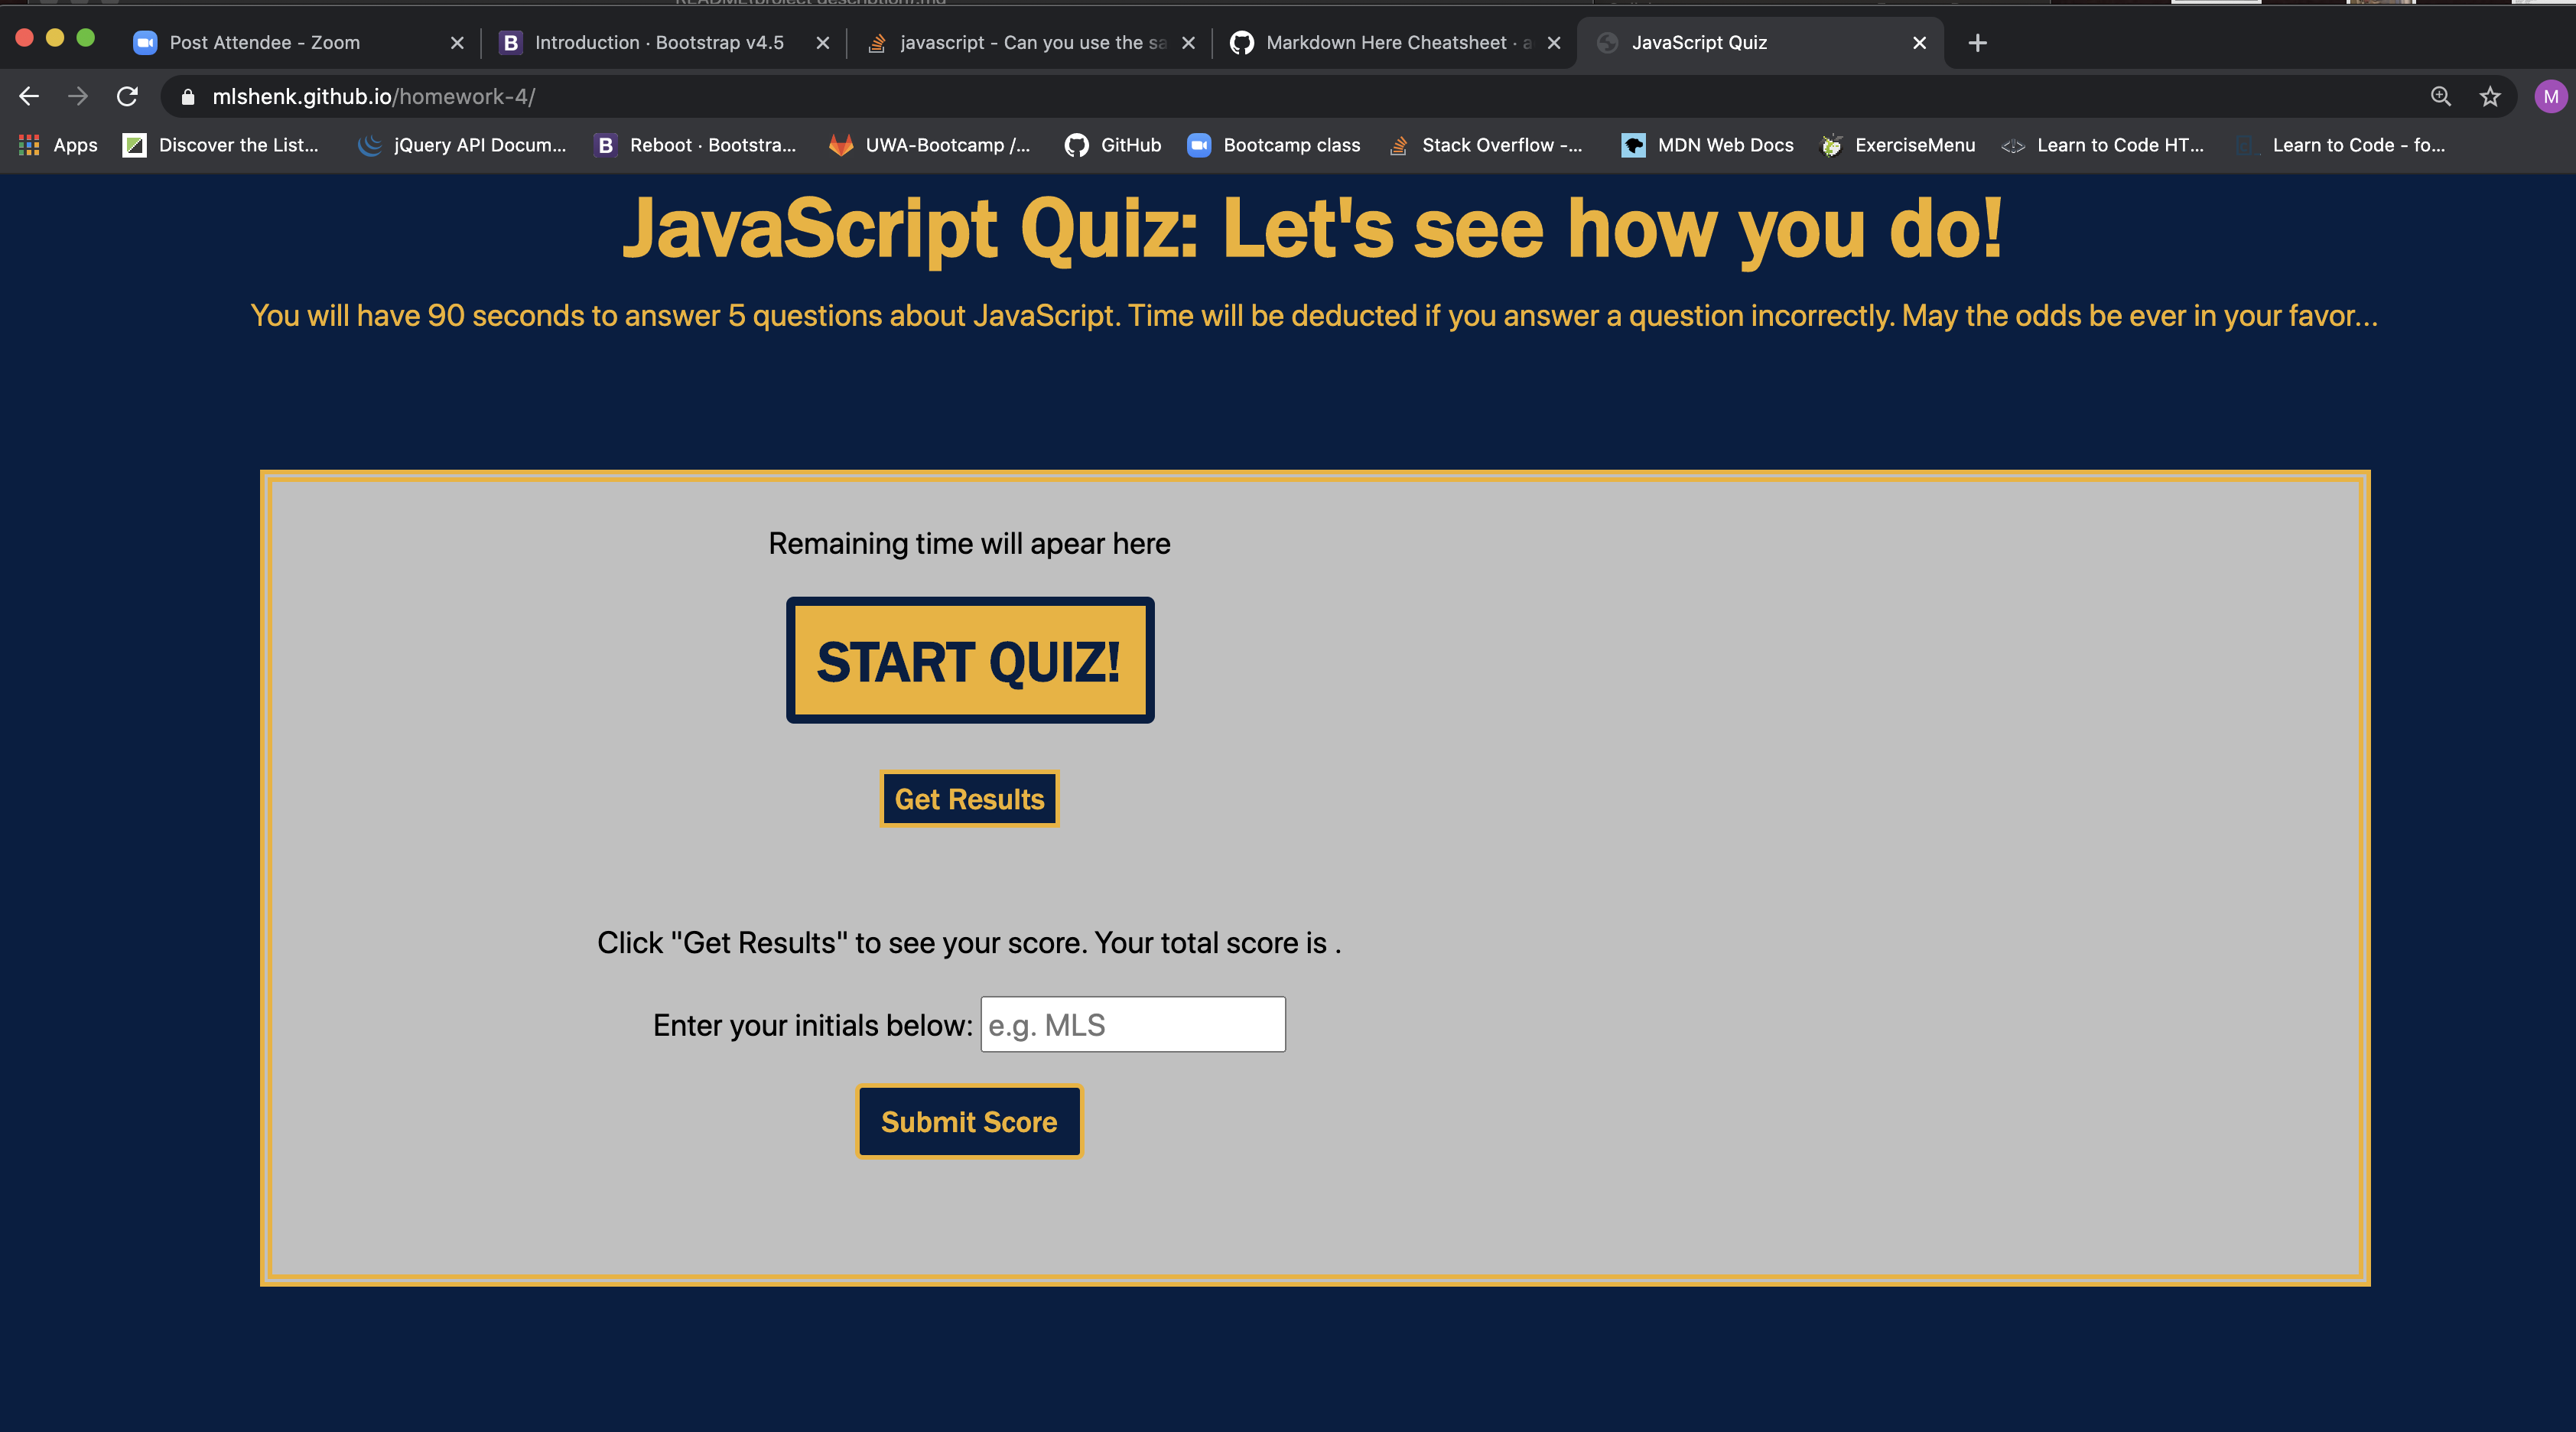 Post Attendee - Zoom
Introduction · Bootstrap v4.5
javascript - Can you use the sa
Markdown Here Cheatsheet · a
JavaScript Quiz
mlshenk.github.io/homework-4/
M
Apps
Discover the List...
jQuery API Docum...
B Reboot · Bootstra...
UWA-Bootcamp /...
GitHub
Bootcamp class
Stack Overflow -...
MDN Web Docs
ExerciseMenu
Learn to Code HT...
Learn to Code - fo...
JavaScript Quiz: Let's see how you do!
You will have 90 seconds to answer 5 questions about JavaScript. Time will be deducted if you answer a question incorrectly. May the odds be ever in your favor...
Remaining time will apear here
START QUIZ!
Get Results
Click "Get Results" to see your score. Your total score is .
Enter your initials below: e.g. MLS
Submit Score